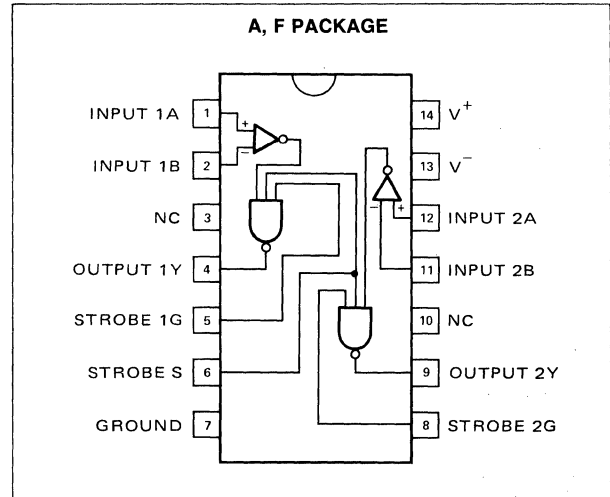 A, F PACKAGE
INPUT 1A 1
INPUT 1B 2
NC 3
OUTPUT 1Y 4
STROBE 1G 5
STROBE S 6
GROUND 7
14 V+
13 V−
12 INPUT 2A
11 INPUT 2B
10 NC
9 OUTPUT 2Y
8 STROBE 2G
+
−
− +